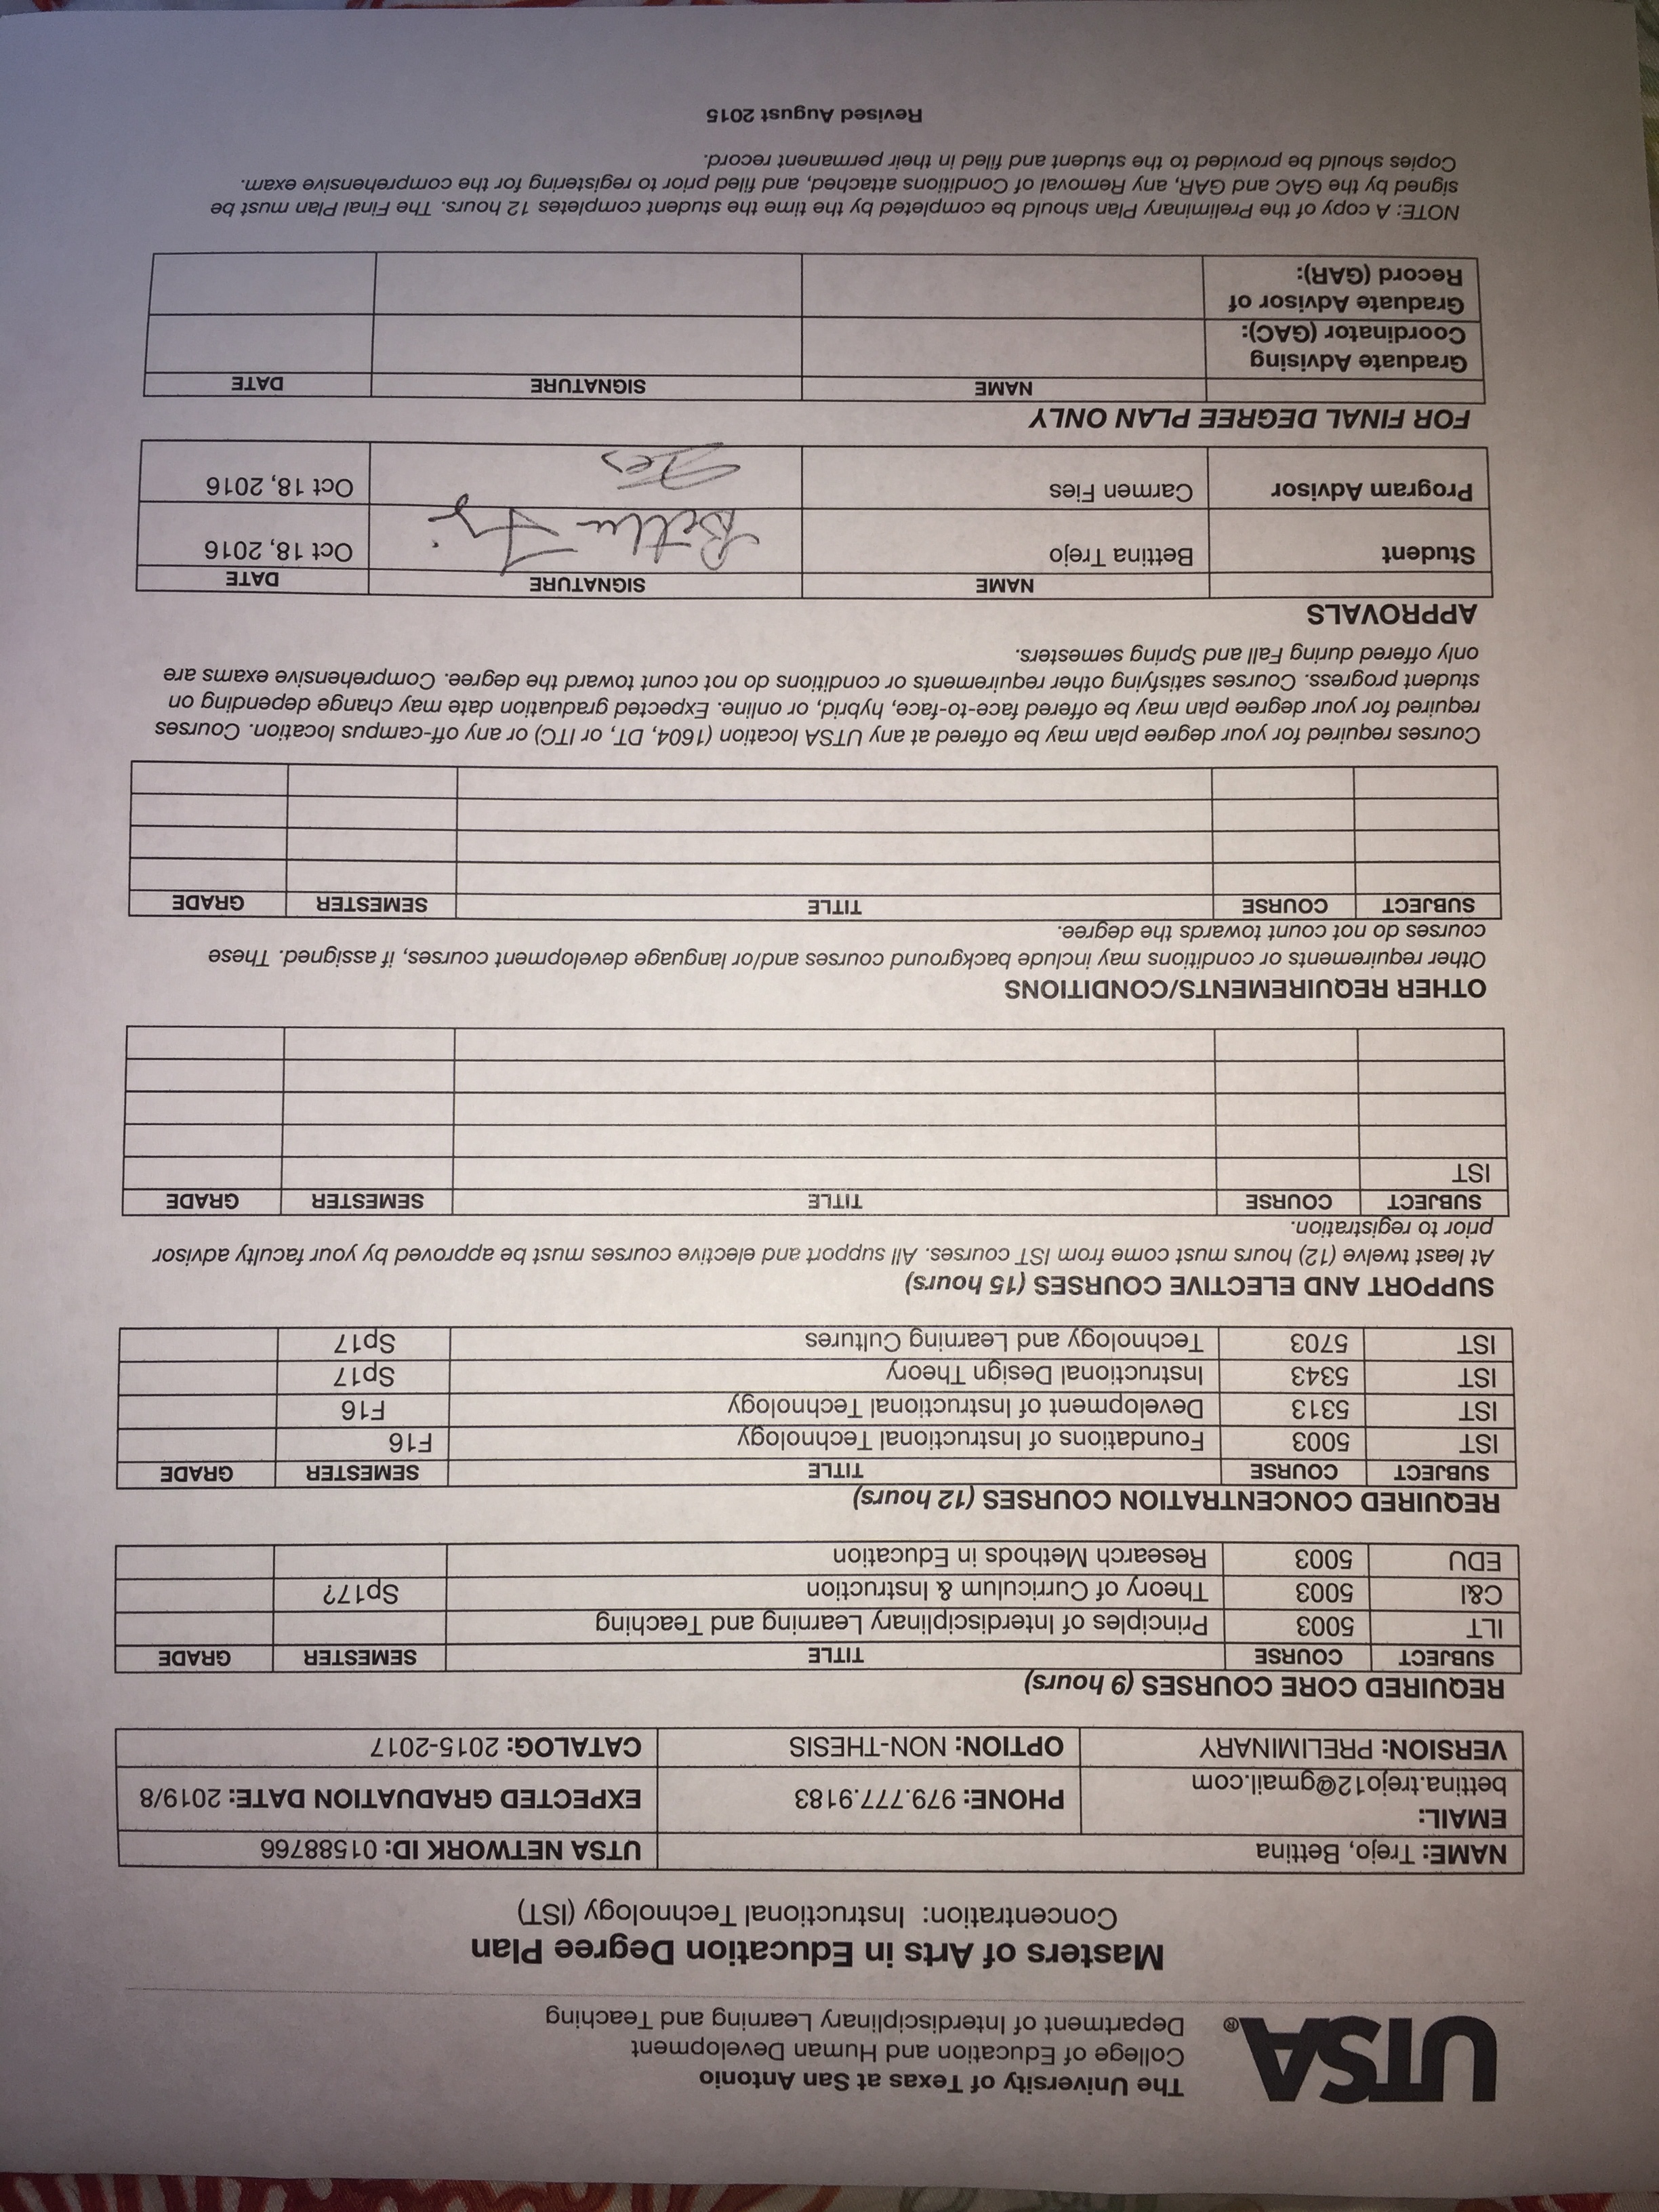 UTSA®
The University of Texas at San Antonio
College of Education and Human Development
Department of Interdisciplinary Learning and Teaching
Masters of Arts in Education Degree Plan
Concentration: Instructional Technology (IST)
NAME: Trejo, Bettina UTSA NETWORK ID: 01588766
EMAIL:
bettina.trejo12@gmail.com PHONE: 979.777.9183 EXPECTED GRADUATION DATE: 2019/8
VERSION: PRELIMINARY OPTION: NON-THESIS CATALOG: 2015-2017
REQUIRED CORE COURSES (9 hours)
SUBJECT COURSE TITLE SEMESTER GRADE
ILT 5003 Principles of Interdisciplinary Learning and Teaching
C&I 5003 Theory of Curriculum & Instruction Sp17?
EDU 5003 Research Methods in Education
REQUIRED CONCENTRATION COURSES (12 hours)
SUBJECT COURSE TITLE SEMESTER GRADE
IST 5003 Foundations of Instructional Technology F16
IST 5313 Development of Instructional Technology F16
IST 5343 Instructional Design Theory Sp17
IST 5703 Technology and Learning Cultures Sp17
SUPPORT AND ELECTIVE COURSES (15 hours)
At least twelve (12) hours must come from IST courses. All support and elective courses must be approved by your faculty advisor
prior to registration.
SUBJECT COURSE TITLE SEMESTER GRADE
IST
OTHER REQUIREMENTS/CONDITIONS
Other requirements or conditions may include background courses and/or language development courses, if assigned. These
courses do not count towards the degree.
SUBJECT COURSE TITLE SEMESTER GRADE
Courses required for your degree plan may be offered at any UTSA location (1604, DT, or ITC) or any off-campus location. Courses
required for your degree plan may be offered face-to-face, hybrid, or online. Expected graduation date may change depending on
student progress. Courses satisfying other requirements or conditions do not count toward the degree. Comprehensive exams are
only offered during Fall and Spring semesters.
APPROVALS
NAME SIGNATURE DATE
Student Bettina Trejo Oct 18, 2016
Program Advisor Carmen Fies Oct 18, 2016
FOR FINAL DEGREE PLAN ONLY
NAME SIGNATURE DATE
Graduate Advising
Coordinator (GAC):
Graduate Advisor of
Record (GAR):
NOTE: A copy of the Preliminary Plan should be completed by the time the student completes 12 hours. The Final Plan must be
signed by the GAC and GAR, any Removal of Conditions attached, and filed prior to registering for the comprehensive exam.
Copies should be provided to the student and filed in their permanent record.
Revised August 2015